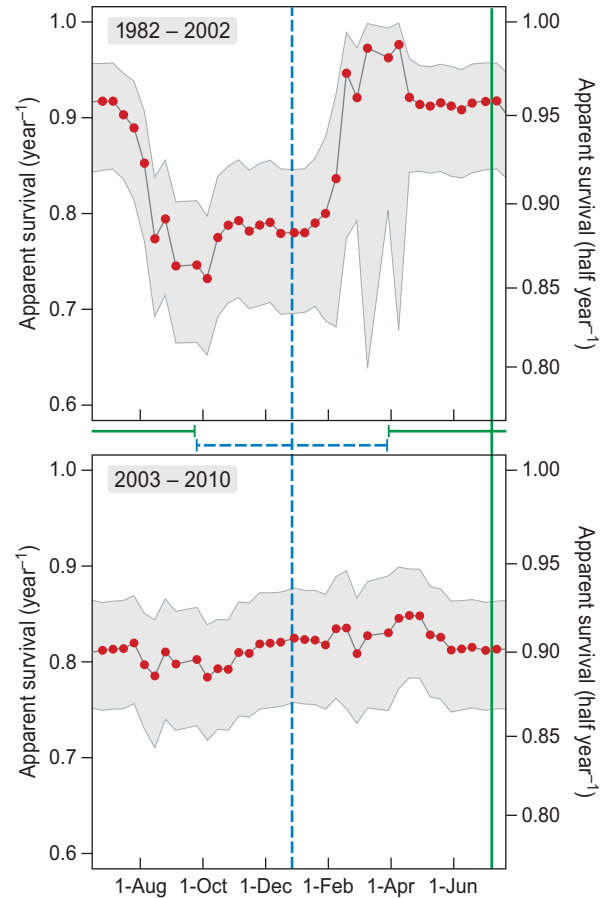 1982 – 2002
1.0
0.9
0.8
0.7
0.6
Apparent survival (year⁻¹)
1.00
0.95
0.90
0.85
0.80
Apparent survival (half year⁻¹)
2003 – 2010
1.0
0.9
0.8
0.7
0.6
Apparent survival (year⁻¹)
1.00
0.95
0.90
0.85
0.80
Apparent survival (half year⁻¹)
1-Aug 1-Oct 1-Dec 1-Feb 1-Apr 1-Jun